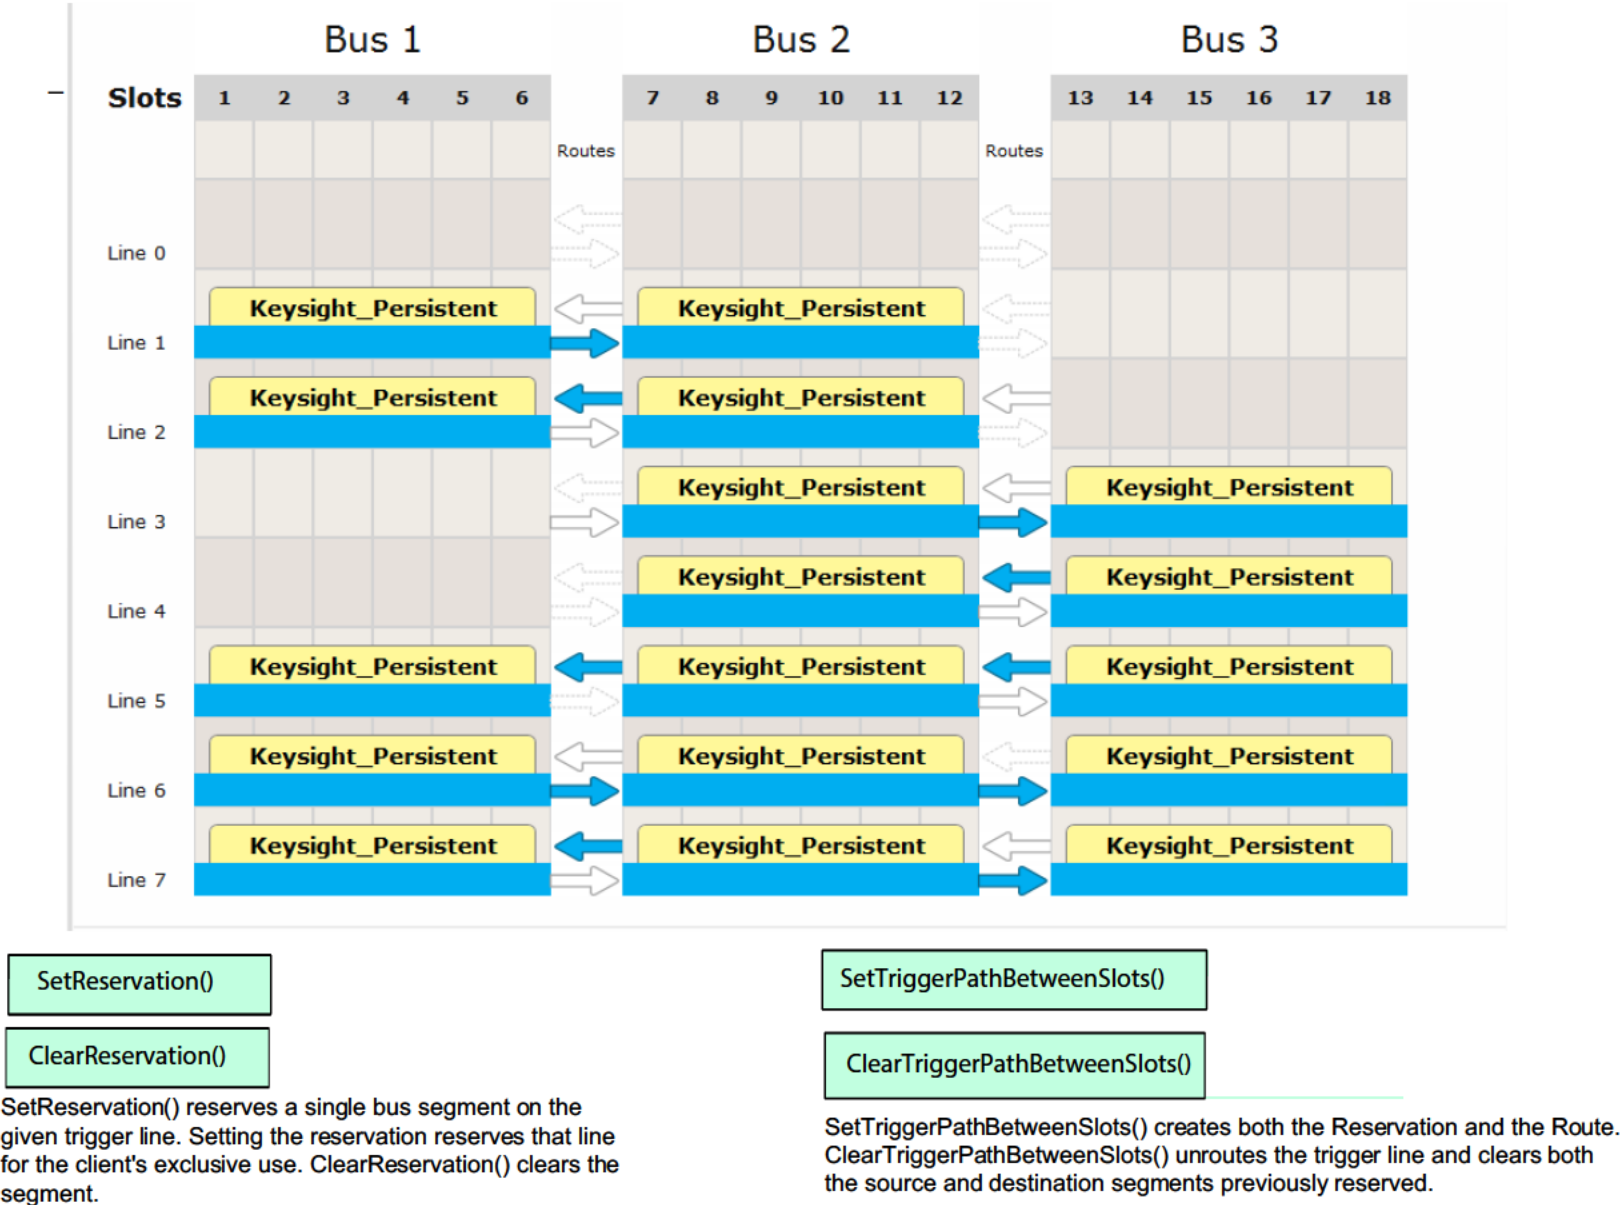 Bus 1 Bus 2 Bus 3
Slots 1 2 3 4 5 6 7 8 9 10 11 12 13 14 15 16 17 18
Routes Routes
Line 0
Keysight_Persistent Keysight_Persistent
Line 1
Keysight_Persistent Keysight_Persistent
Line 2
Keysight_Persistent Keysight_Persistent
Line 3
Keysight_Persistent Keysight_Persistent
Line 4
Keysight_Persistent Keysight_Persistent Keysight_Persistent
Line 5
Keysight_Persistent Keysight_Persistent Keysight_Persistent
Line 6
Keysight_Persistent Keysight_Persistent Keysight_Persistent
Line 7
SetReservation()
ClearReservation()
SetReservation() reserves a single bus segment on the
given trigger line. Setting the reservation reserves that line
for the client's exclusive use. ClearReservation() clears the
segment.
SetTriggerPathBetweenSlots()
ClearTriggerPathBetweenSlots()
SetTriggerPathBetweenSlots() creates both the Reservation and the Route.
ClearTriggerPathBetweenSlots() unroutes the trigger line and clears both
the source and destination segments previously reserved.